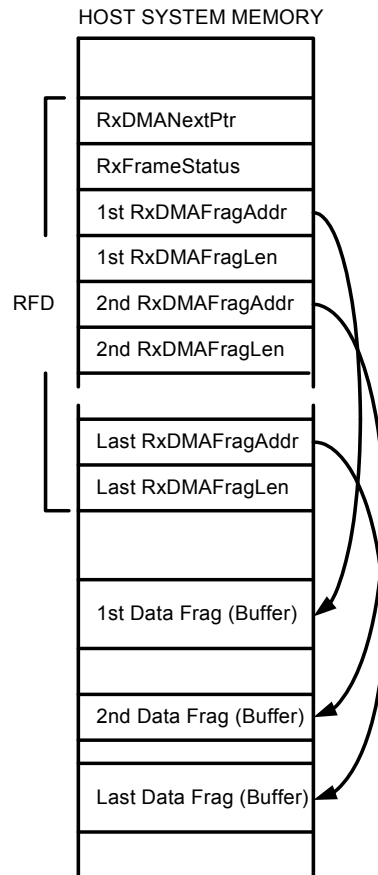 HOST SYSTEM MEMORY
RxDMANextPtr
RxFrameStatus
1st RxDMAFragAddr
1st RxDMAFragLen
RFD
2nd RxDMAFragAddr
2nd RxDMAFragLen
Last RxDMAFragAddr
Last RxDMAFragLen
1st Data Frag (Buffer)
2nd Data Frag (Buffer)
Last Data Frag (Buffer)